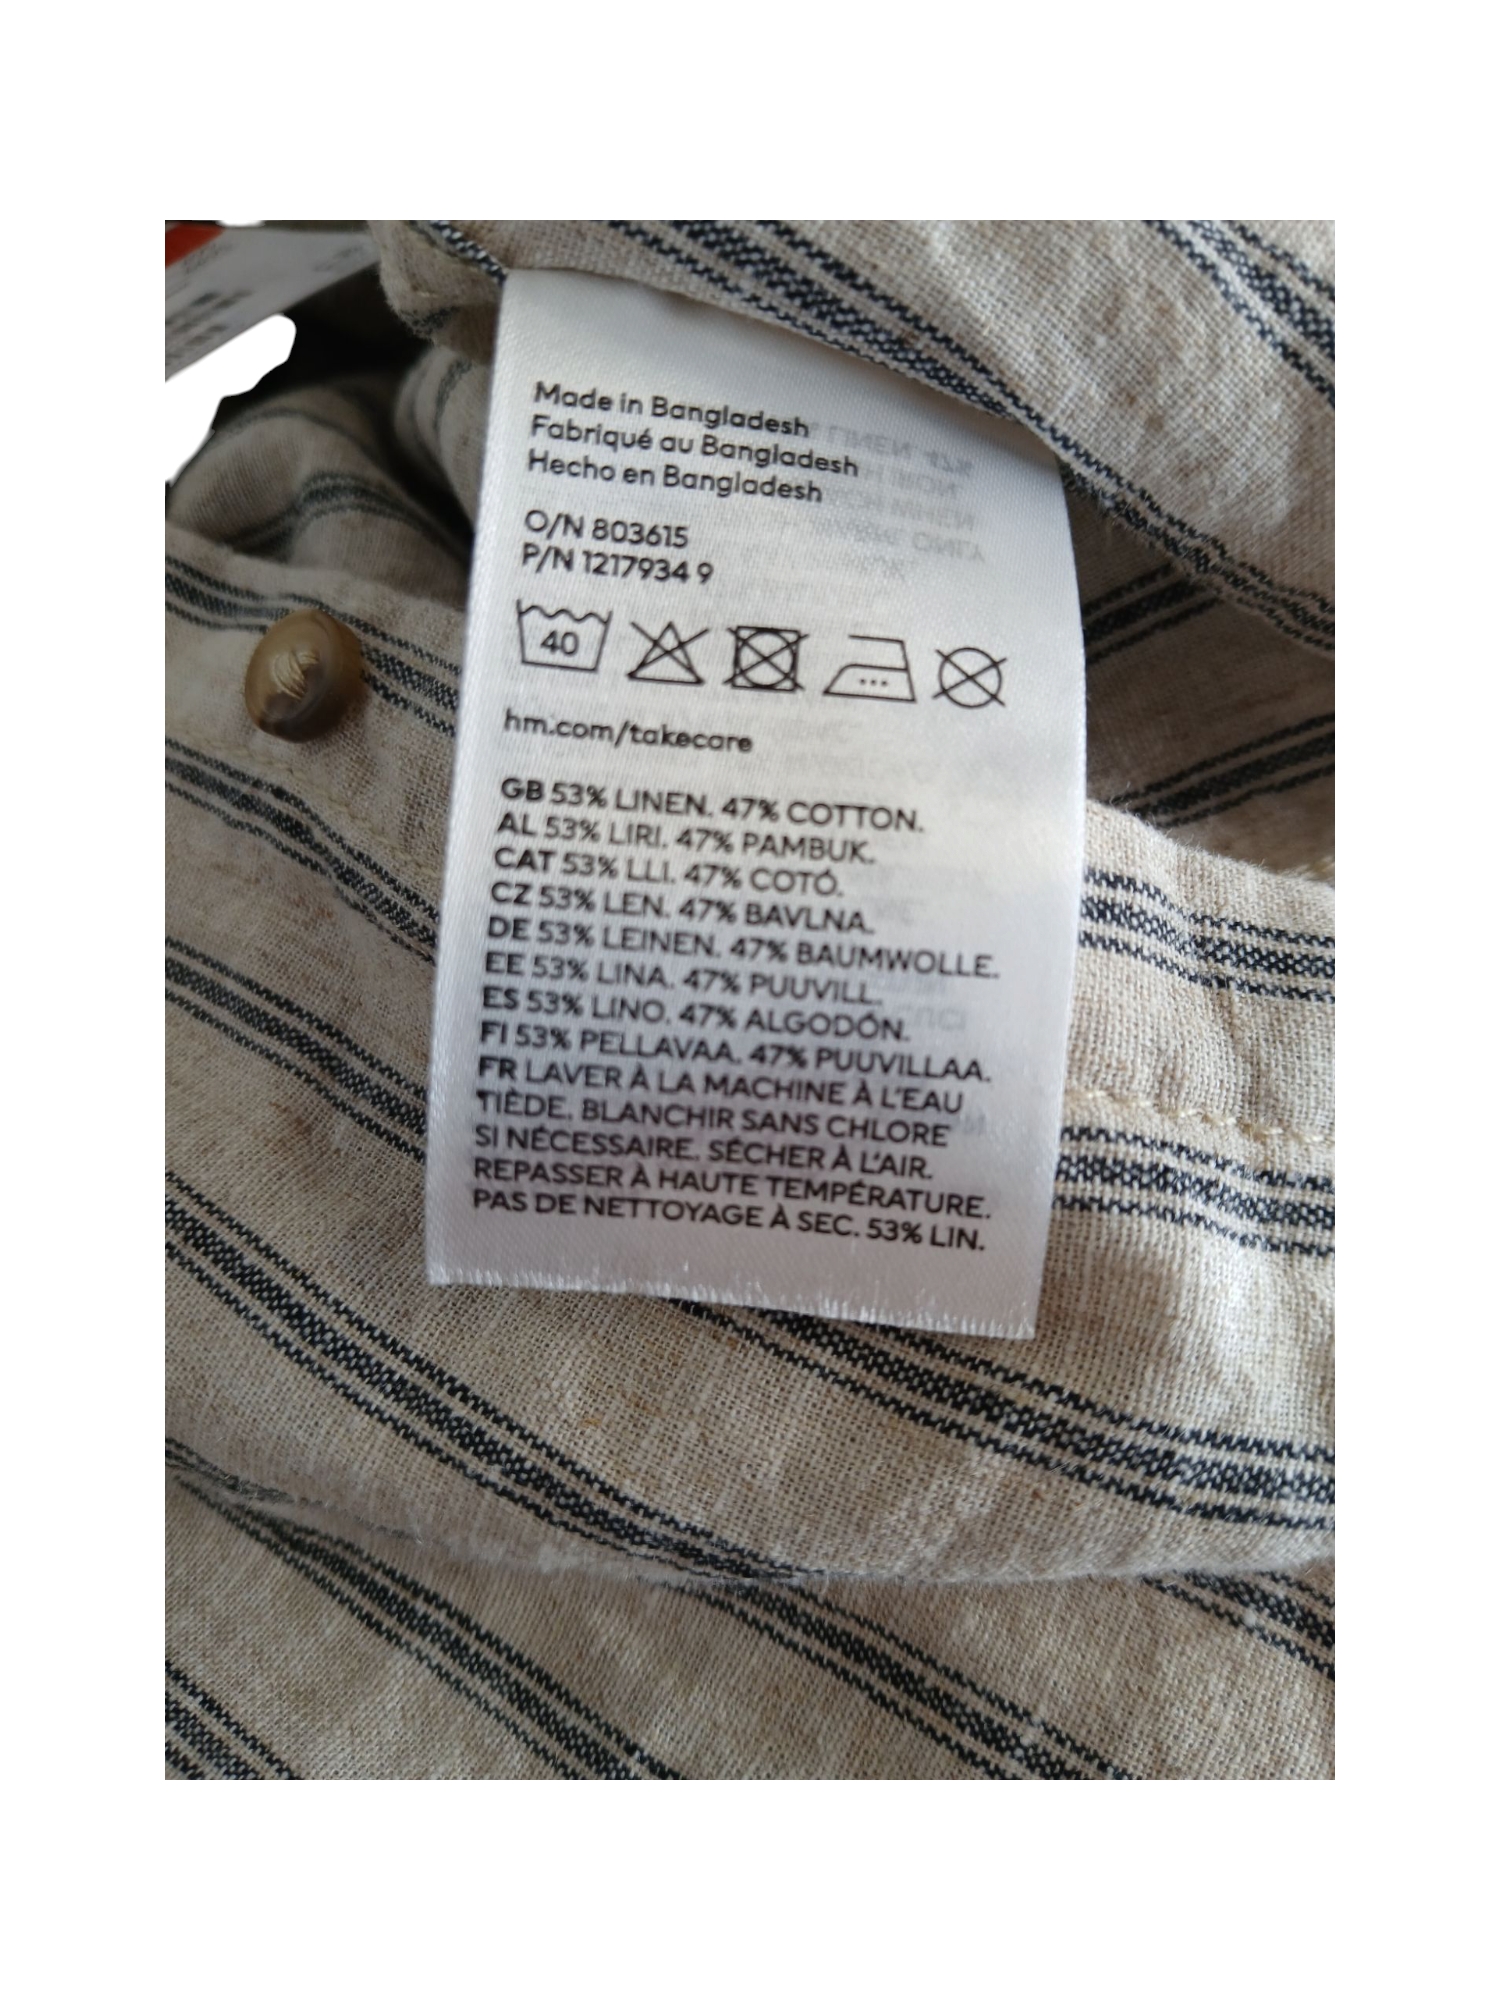 Made in Bangladesh
Fabriqué au Bangladesh
Hecho en Bangladesh
O/N 803615
P/N 1217934 9
40
hm.com/takecare
GB 53% LINEN. 47% COTTON.
AL 53% LIRI. 47% PAMBUK.
CAT 53% LLI. 47% COTÓ.
CZ 53% LEN. 47% BAVLNA.
DE 53% LEINEN. 47% BAUMWOLLE.
EE 53% LINA. 47% PUUVILL.
ES 53% LINO. 47% ALGODÓN.
FI 53% PELLAVAA. 47% PUUVILLAA.
FR LAVER À LA MACHINE À L'EAU
TIÈDE. BLANCHIR SANS CHLORE
SI NÉCESSAIRE. SÉCHER À L'AIR.
REPASSER À HAUTE TEMPÉRATURE.
PAS DE NETTOYAGE À SEC. 53% LIN.